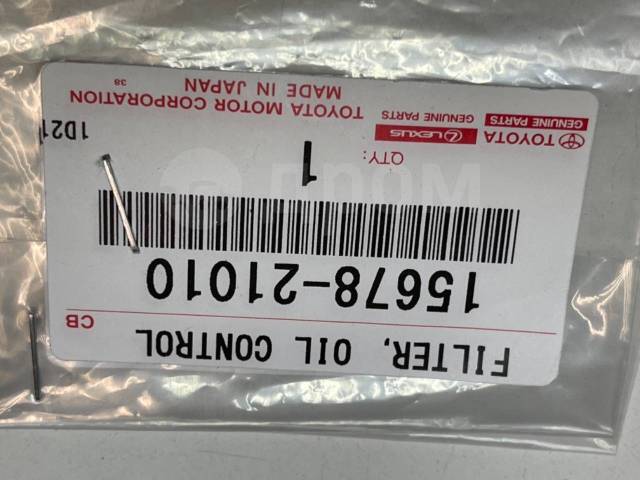 FILTER, OIL CONTROL
CB
15678-21010
QTY:
1
TOYOTA
GENUINE PARTS
LEXUS
GENUINE PARTS
TOYOTA MOTOR CORPORATION
MADE IN JAPAN
38